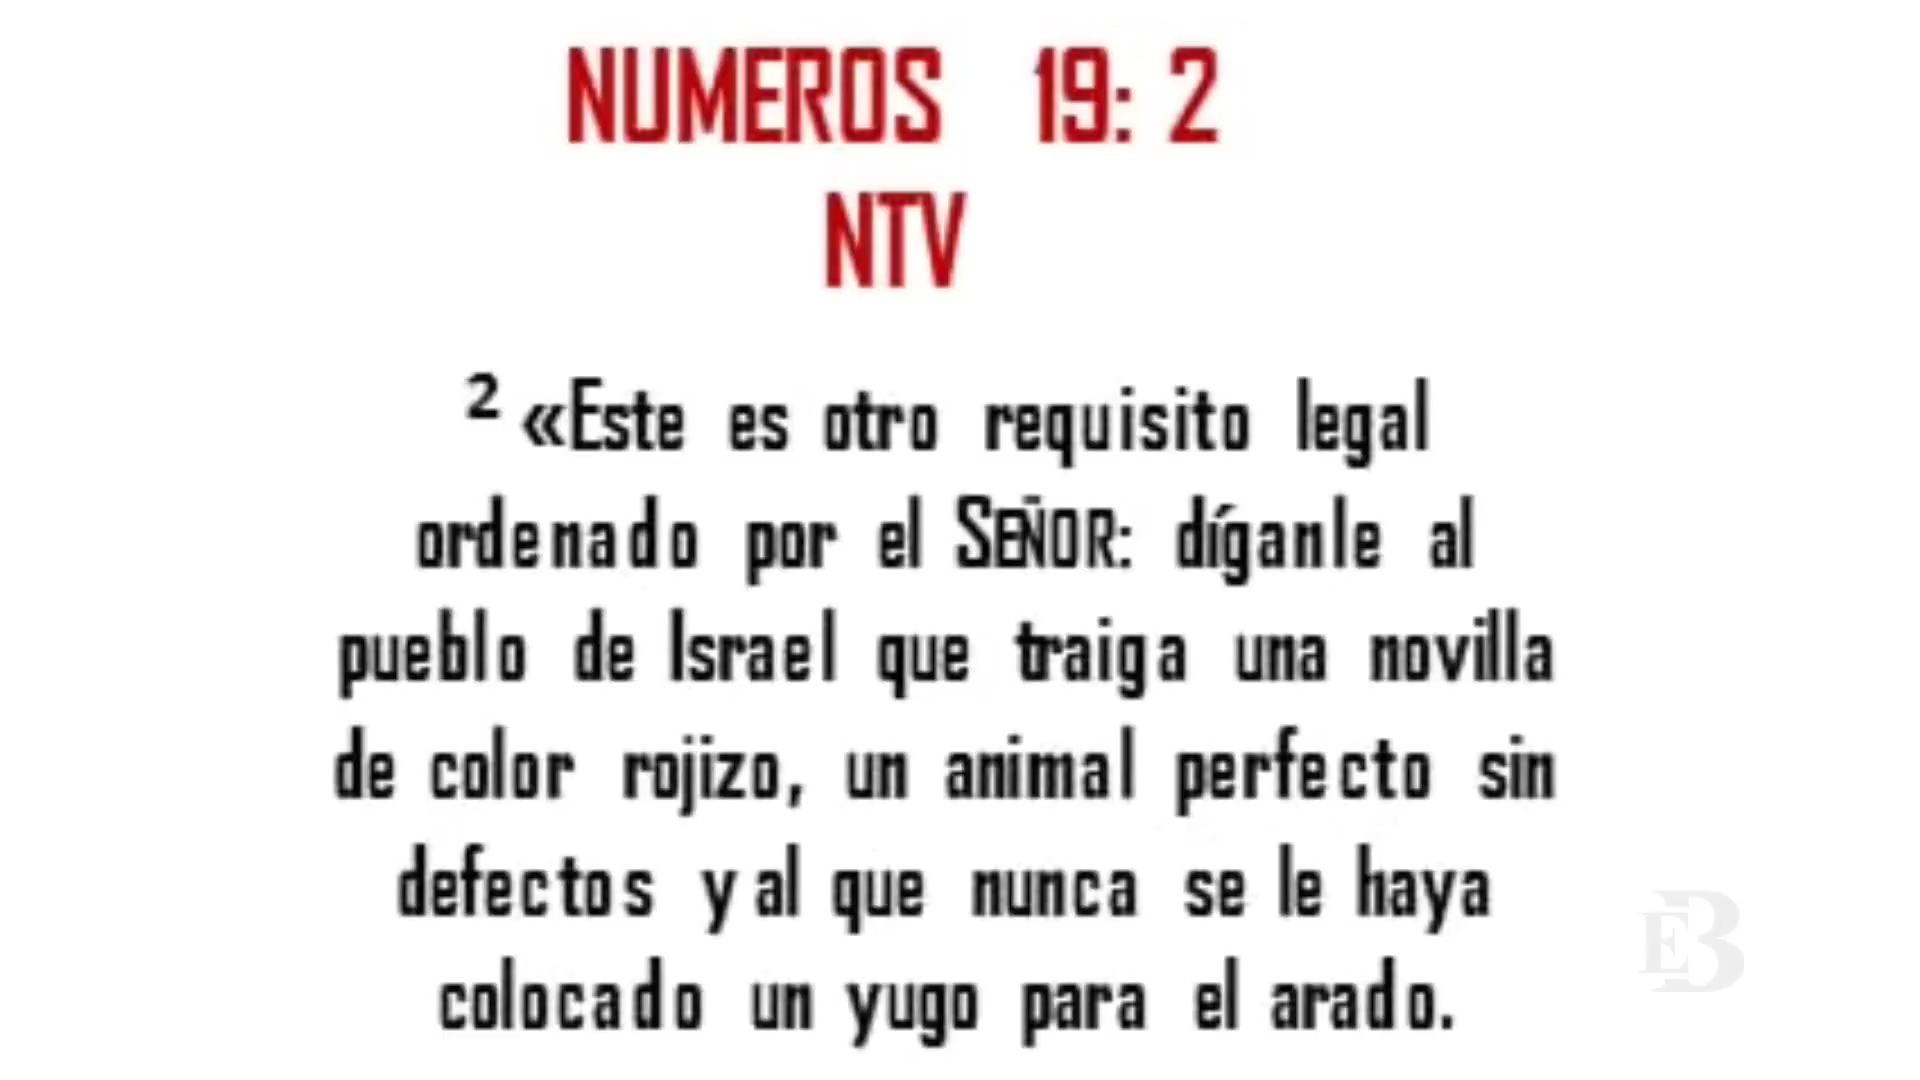 NUMEROS 19: 2
NTV
² «Este es otro requisito legal
ordenado por el SEÑOR: díganle al
pueblo de Israel que traiga una novilla
de color rojizo, un animal perfecto sin
defectos y al que nunca se le haya
colocado un yugo para el arado.
EB